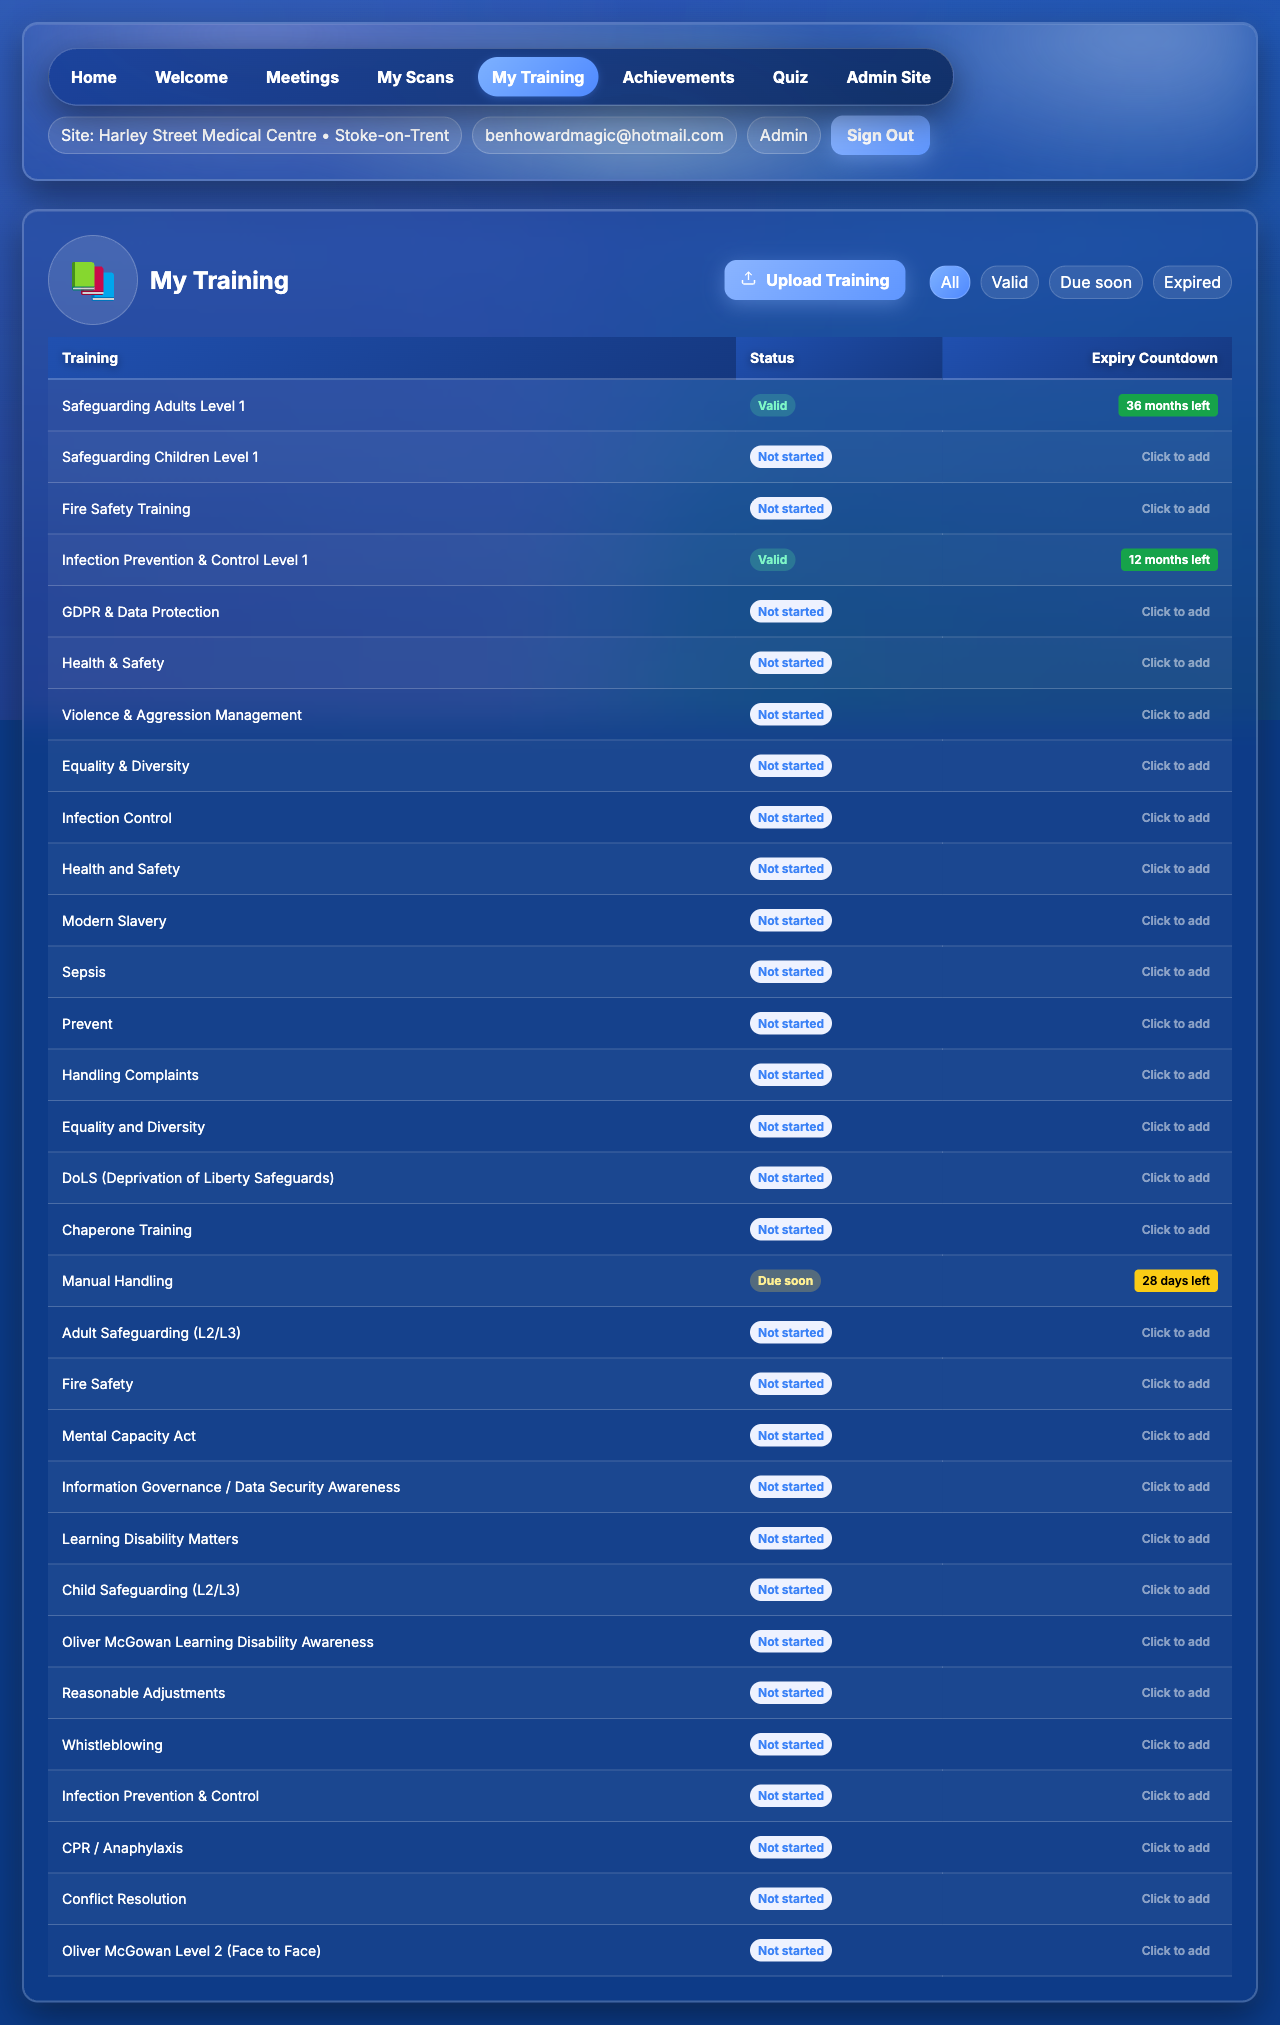 Home Welcome Meetings My Scans My Training Achievements Quiz Admin Site
Site: Harley Street Medical Centre • Stoke-on-Trent benhowardmagic@hotmail.com Admin Sign Out
My Training Upload Training All Valid Due soon Expired
Training Status Expiry Countdown
Safeguarding Adults Level 1 Valid 36 months left
Safeguarding Children Level 1 Not started Click to add
Fire Safety Training Not started Click to add
Infection Prevention & Control Level 1 Valid 12 months left
GDPR & Data Protection Not started Click to add
Health & Safety Not started Click to add
Violence & Aggression Management Not started Click to add
Equality & Diversity Not started Click to add
Infection Control Not started Click to add
Health and Safety Not started Click to add
Modern Slavery Not started Click to add
Sepsis Not started Click to add
Prevent Not started Click to add
Handling Complaints Not started Click to add
Equality and Diversity Not started Click to add
DoLS (Deprivation of Liberty Safeguards) Not started Click to add
Chaperone Training Not started Click to add
Manual Handling Due soon 28 days left
Adult Safeguarding (L2/L3) Not started Click to add
Fire Safety Not started Click to add
Mental Capacity Act Not started Click to add
Information Governance / Data Security Awareness Not started Click to add
Learning Disability Matters Not started Click to add
Child Safeguarding (L2/L3) Not started Click to add
Oliver McGowan Learning Disability Awareness Not started Click to add
Reasonable Adjustments Not started Click to add
Whistleblowing Not started Click to add
Infection Prevention & Control Not started Click to add
CPR / Anaphylaxis Not started Click to add
Conflict Resolution Not started Click to add
Oliver McGowan Level 2 (Face to Face) Not started Click to add